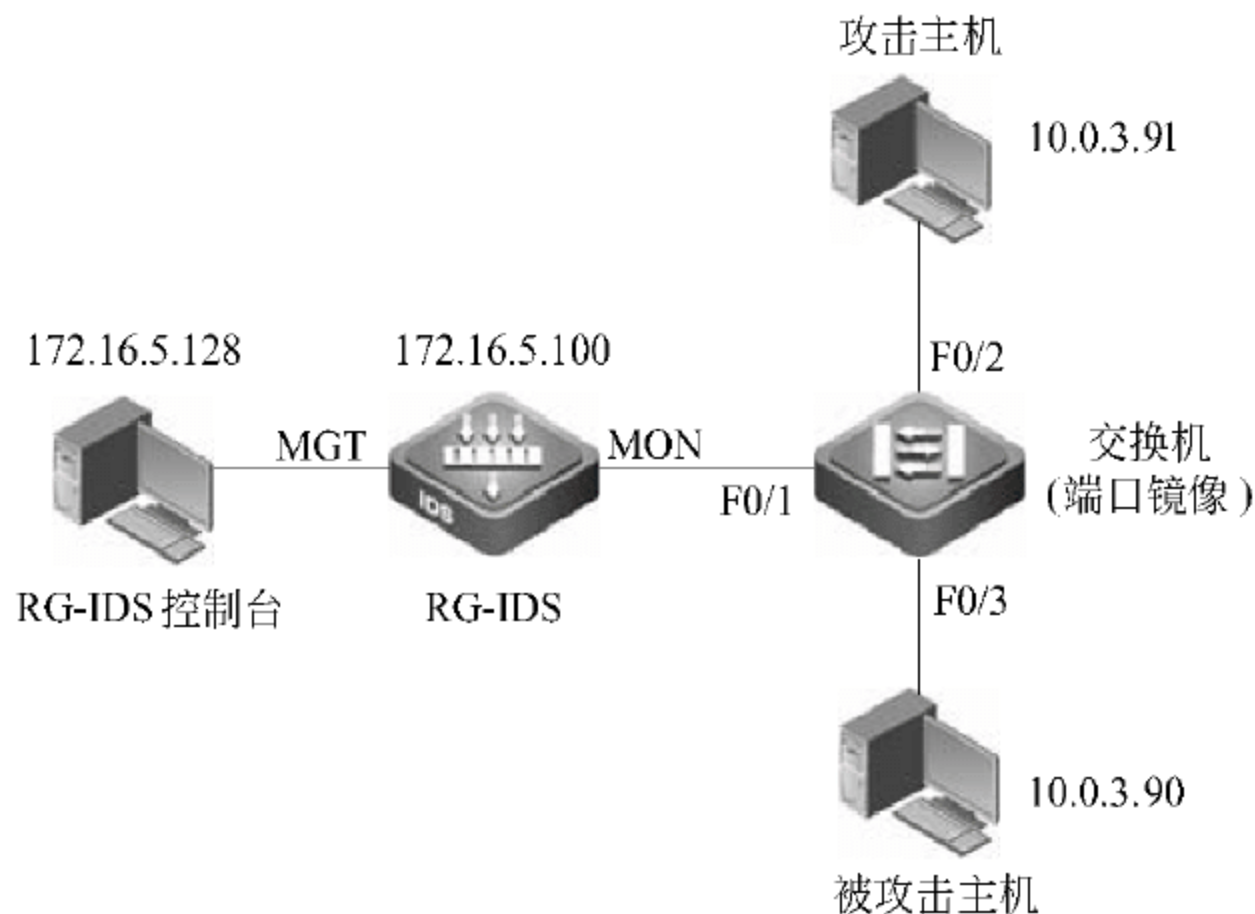 攻击主机
10.0.3.91
172.16.5.128
172.16.5.100
F0/2
MGT
MON
交换机
(端口镜像)
F0/1
IDS
RG-IDS 控制台
RG-IDS
F0/3
10.0.3.90
被攻击主机